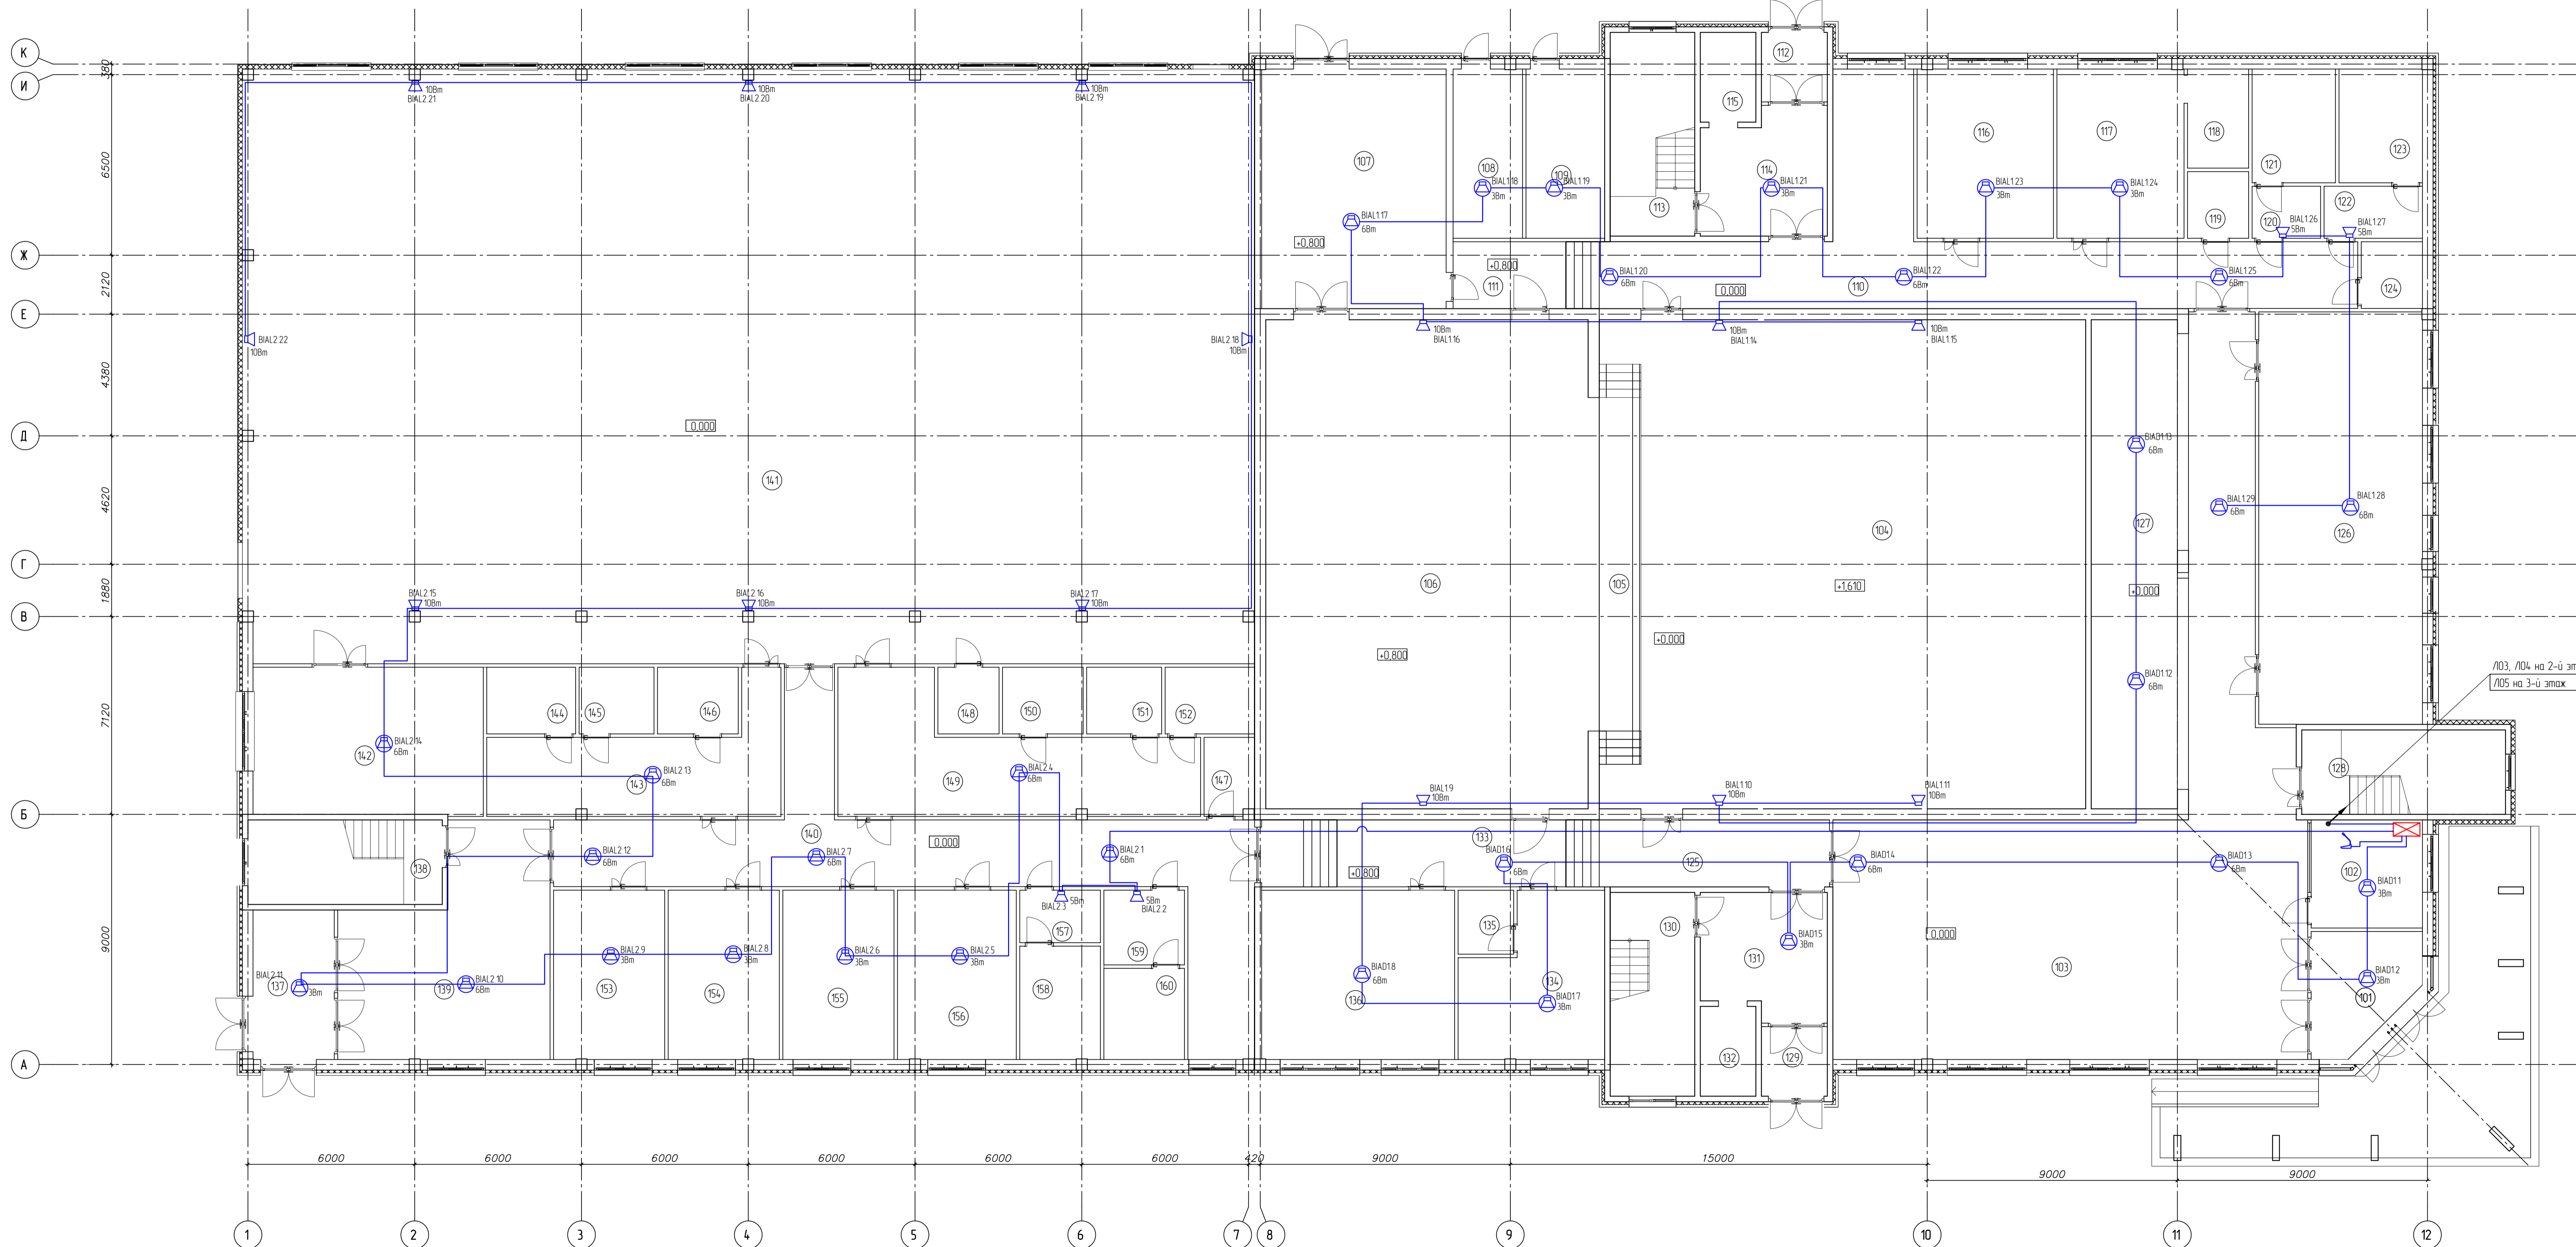 К
И
Ж
Е
Д
Г
В
Б
А
380
6500
2120
4380
4620
1880
7120
9000
10Вт
BIAL2.21
10Вт
BIAL2.20
10Вт
BIAL2.19
BIAL2.22
10Вт
BIAL2.18
10Вт
0,000
141
BIAL2.15
10Вт
BIAL2.16
10Вт
BIAL2.17
10Вт
107
BIAL1.17
6Вт
+0,800
108
BIAL1.18
3Вт
109
BIAL1.19
3Вт
+0,800
111
113
115
112
114
BIAL1.21
3Вт
BIAL1.20
6Вт
0,000
110
BIAL1.22
6Вт
116
BIAL1.23
3Вт
117
BIAL1.24
3Вт
118
119
121
123
122
120
BIAL1.26
5Вт
BIAL1.27
5Вт
BIAL1.25
6Вт
124
10Вт
BIAL1.16
10Вт
BIAL1.14
10Вт
BIAL1.15
BIAD1.13
6Вт
BIAL1.29
6Вт
BIAL1.28
6Вт
126
127
104
106
105
+1,610
+0,000
+0,800
+0,000
BIAD1.12
6Вт
/Л03, /Л04 на 2-й эт
/Л05 на 3-й этаж
128
BIAL1.9
10Вт
BIAL1.10
10Вт
BIAL1.11
10Вт
142
BIAL2.14
6Вт
144
145
146
143
BIAL2.13
6Вт
148
150
151
152
149
BIAL2.4
6Вт
147
140
0,000
138
BIAL2.12
6Вт
BIAL2.7
6Вт
BIAL2.1
6Вт
BIAL2.3
5Вт
5Вт
BIAL2.2
BIAL2.11
137
3Вт
139
BIAL2.10
6Вт
BIAL2.9
3Вт
153
BIAL2.8
3Вт
154
BIAL2.6
3Вт
155
BIAL2.5
3Вт
156
157
158
159
160
133
+0,800
BIAD1.6
6Вт
125
BIAD1.4
6Вт
BIAD1.3
6Вт
102
BIAD1.1
3Вт
BIAD1.8
6Вт
136
135
134
BIAD1.7
3Вт
130
131
BIAD1.5
3Вт
132
129
0,000
103
BIAD1.2
3Вт
101
6000
6000
6000
6000
6000
6000
420
9000
15000
9000
9000
1
2
3
4
5
6
7
8
9
10
11
12